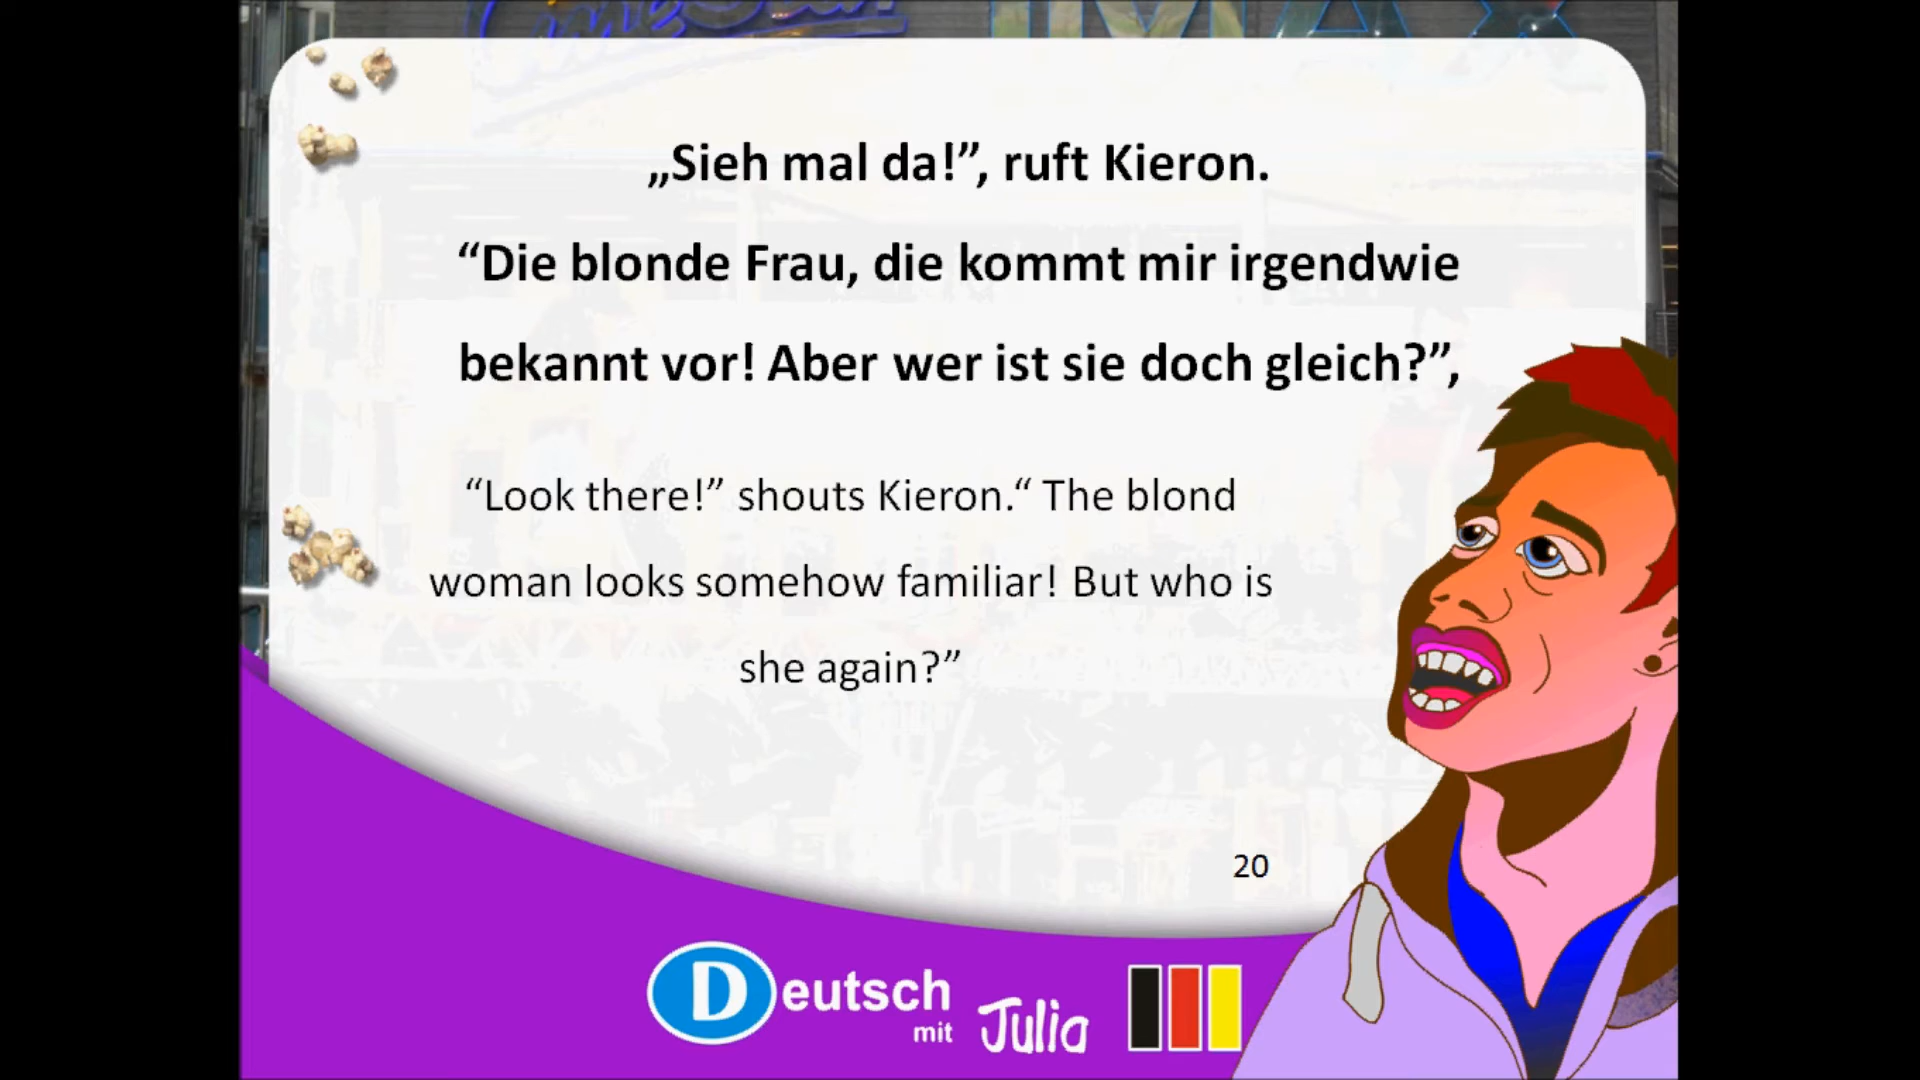 CineStar IMAX
„Sieh mal da!”, ruft Kieron.
“Die blonde Frau, die kommt mir irgendwie
bekannt vor! Aber wer ist sie doch gleich?”,
“Look there!” shouts Kieron.“ The blond
woman looks somehow familiar! But who is
she again?”
20
Deutsch
mit Julia